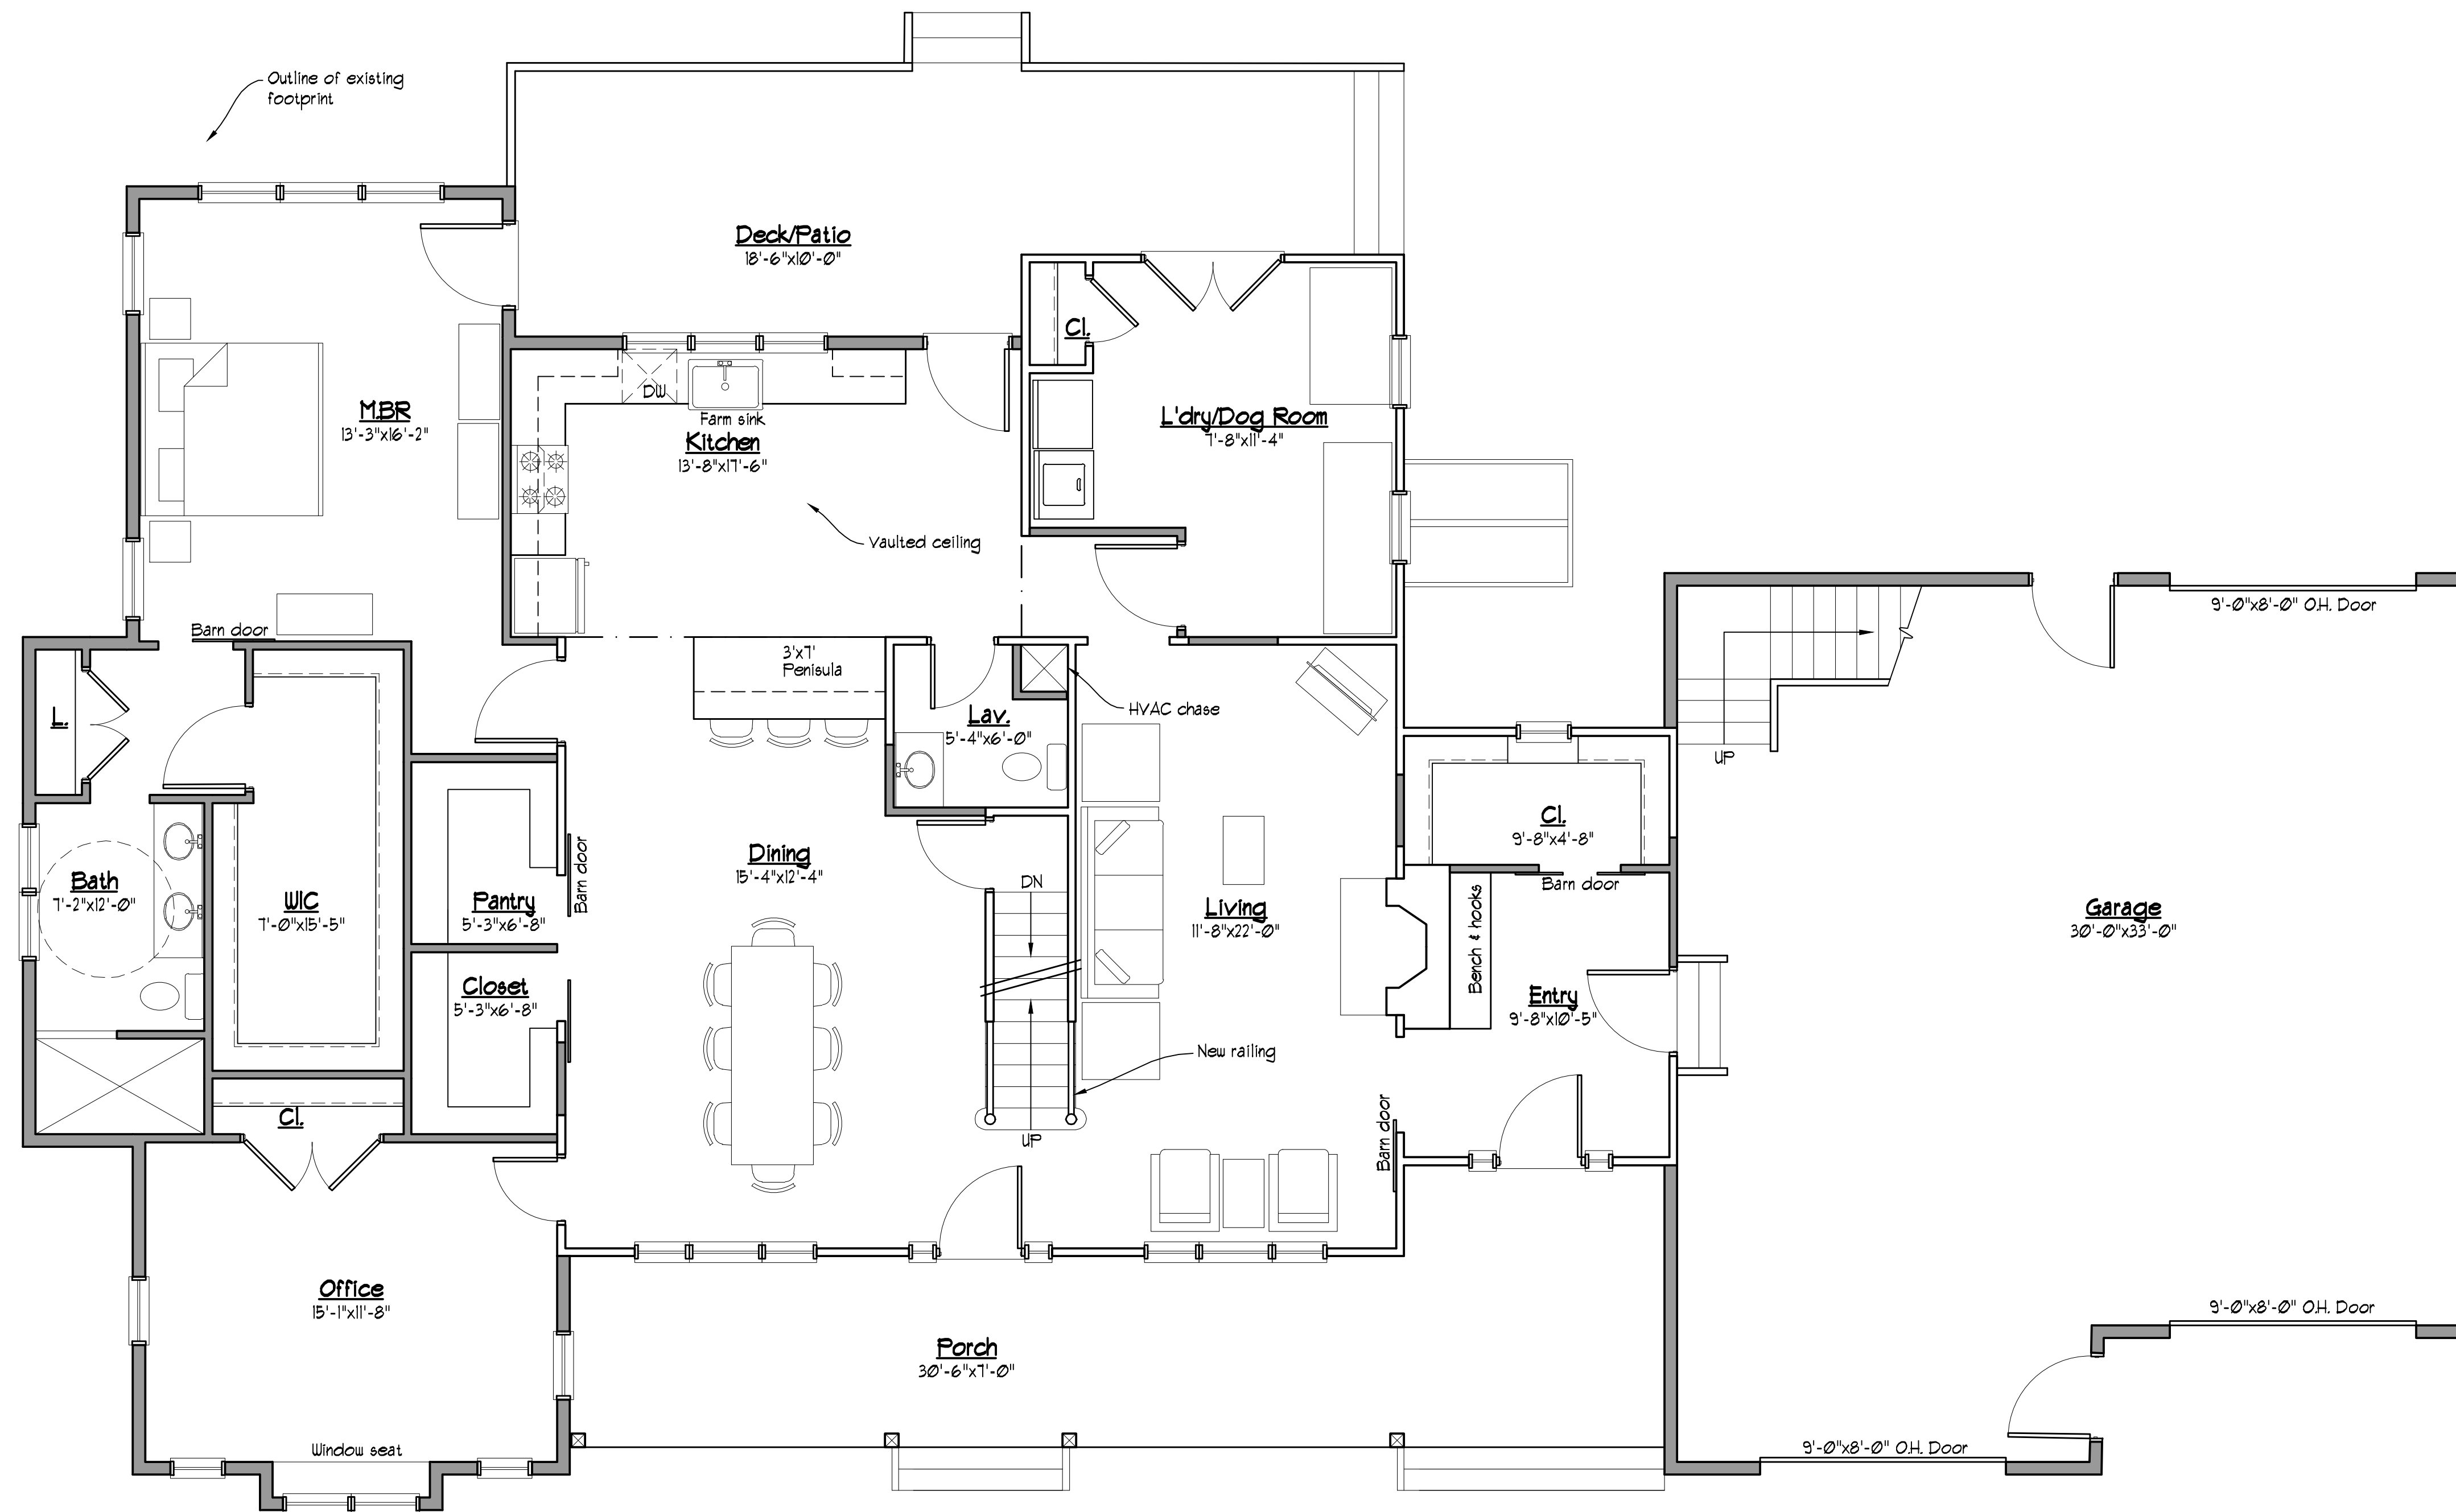 Outline of existing
footprint
Deck/Patio
18'-6"x10'-0"
Cl.
DW
Farm sink
M.BR
13'-3"x16'-2"
Kitchen
13'-8"x17'-6"
L'dry/Dog Room
7'-8"x11'-4"
Vaulted ceiling
9'-0"x8'-0" O.H. Door
Barn door
3'x7'
Penisula
L.
Lav.
5'-4"x6'-0"
HVAC chase
UP
Cl.
9'-8"x4'-8"
Dining
15'-4"x12'-4"
Barn door
Bath
7'-2"x12'-0"
WIC
7'-0"x15'-5"
Pantry
5'-3"x6'-8"
DN
Living
11'-8"x22'-0"
Barn door
Bench & hooks
Garage
30'-0"x33'-0"
Closet
5'-3"x6'-8"
Entry
9'-8"x10'-5"
New railing
Cl.
UP
Barn door
Office
15'-1"x11'-8"
9'-0"x8'-0" O.H. Door
Porch
30'-6"x7'-0"
Window seat
9'-0"x8'-0" O.H. Door